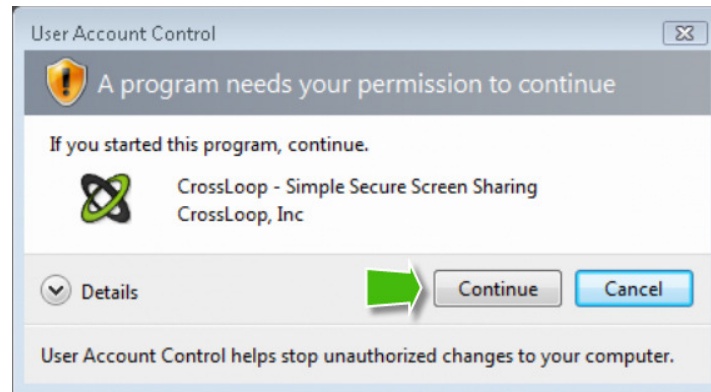 User Account Control
A program needs your permission to continue
If you started this program, continue.
CrossLoop - Simple Secure Screen Sharing
CrossLoop, Inc
Details
Continue
Cancel
User Account Control helps stop unauthorized changes to your computer.